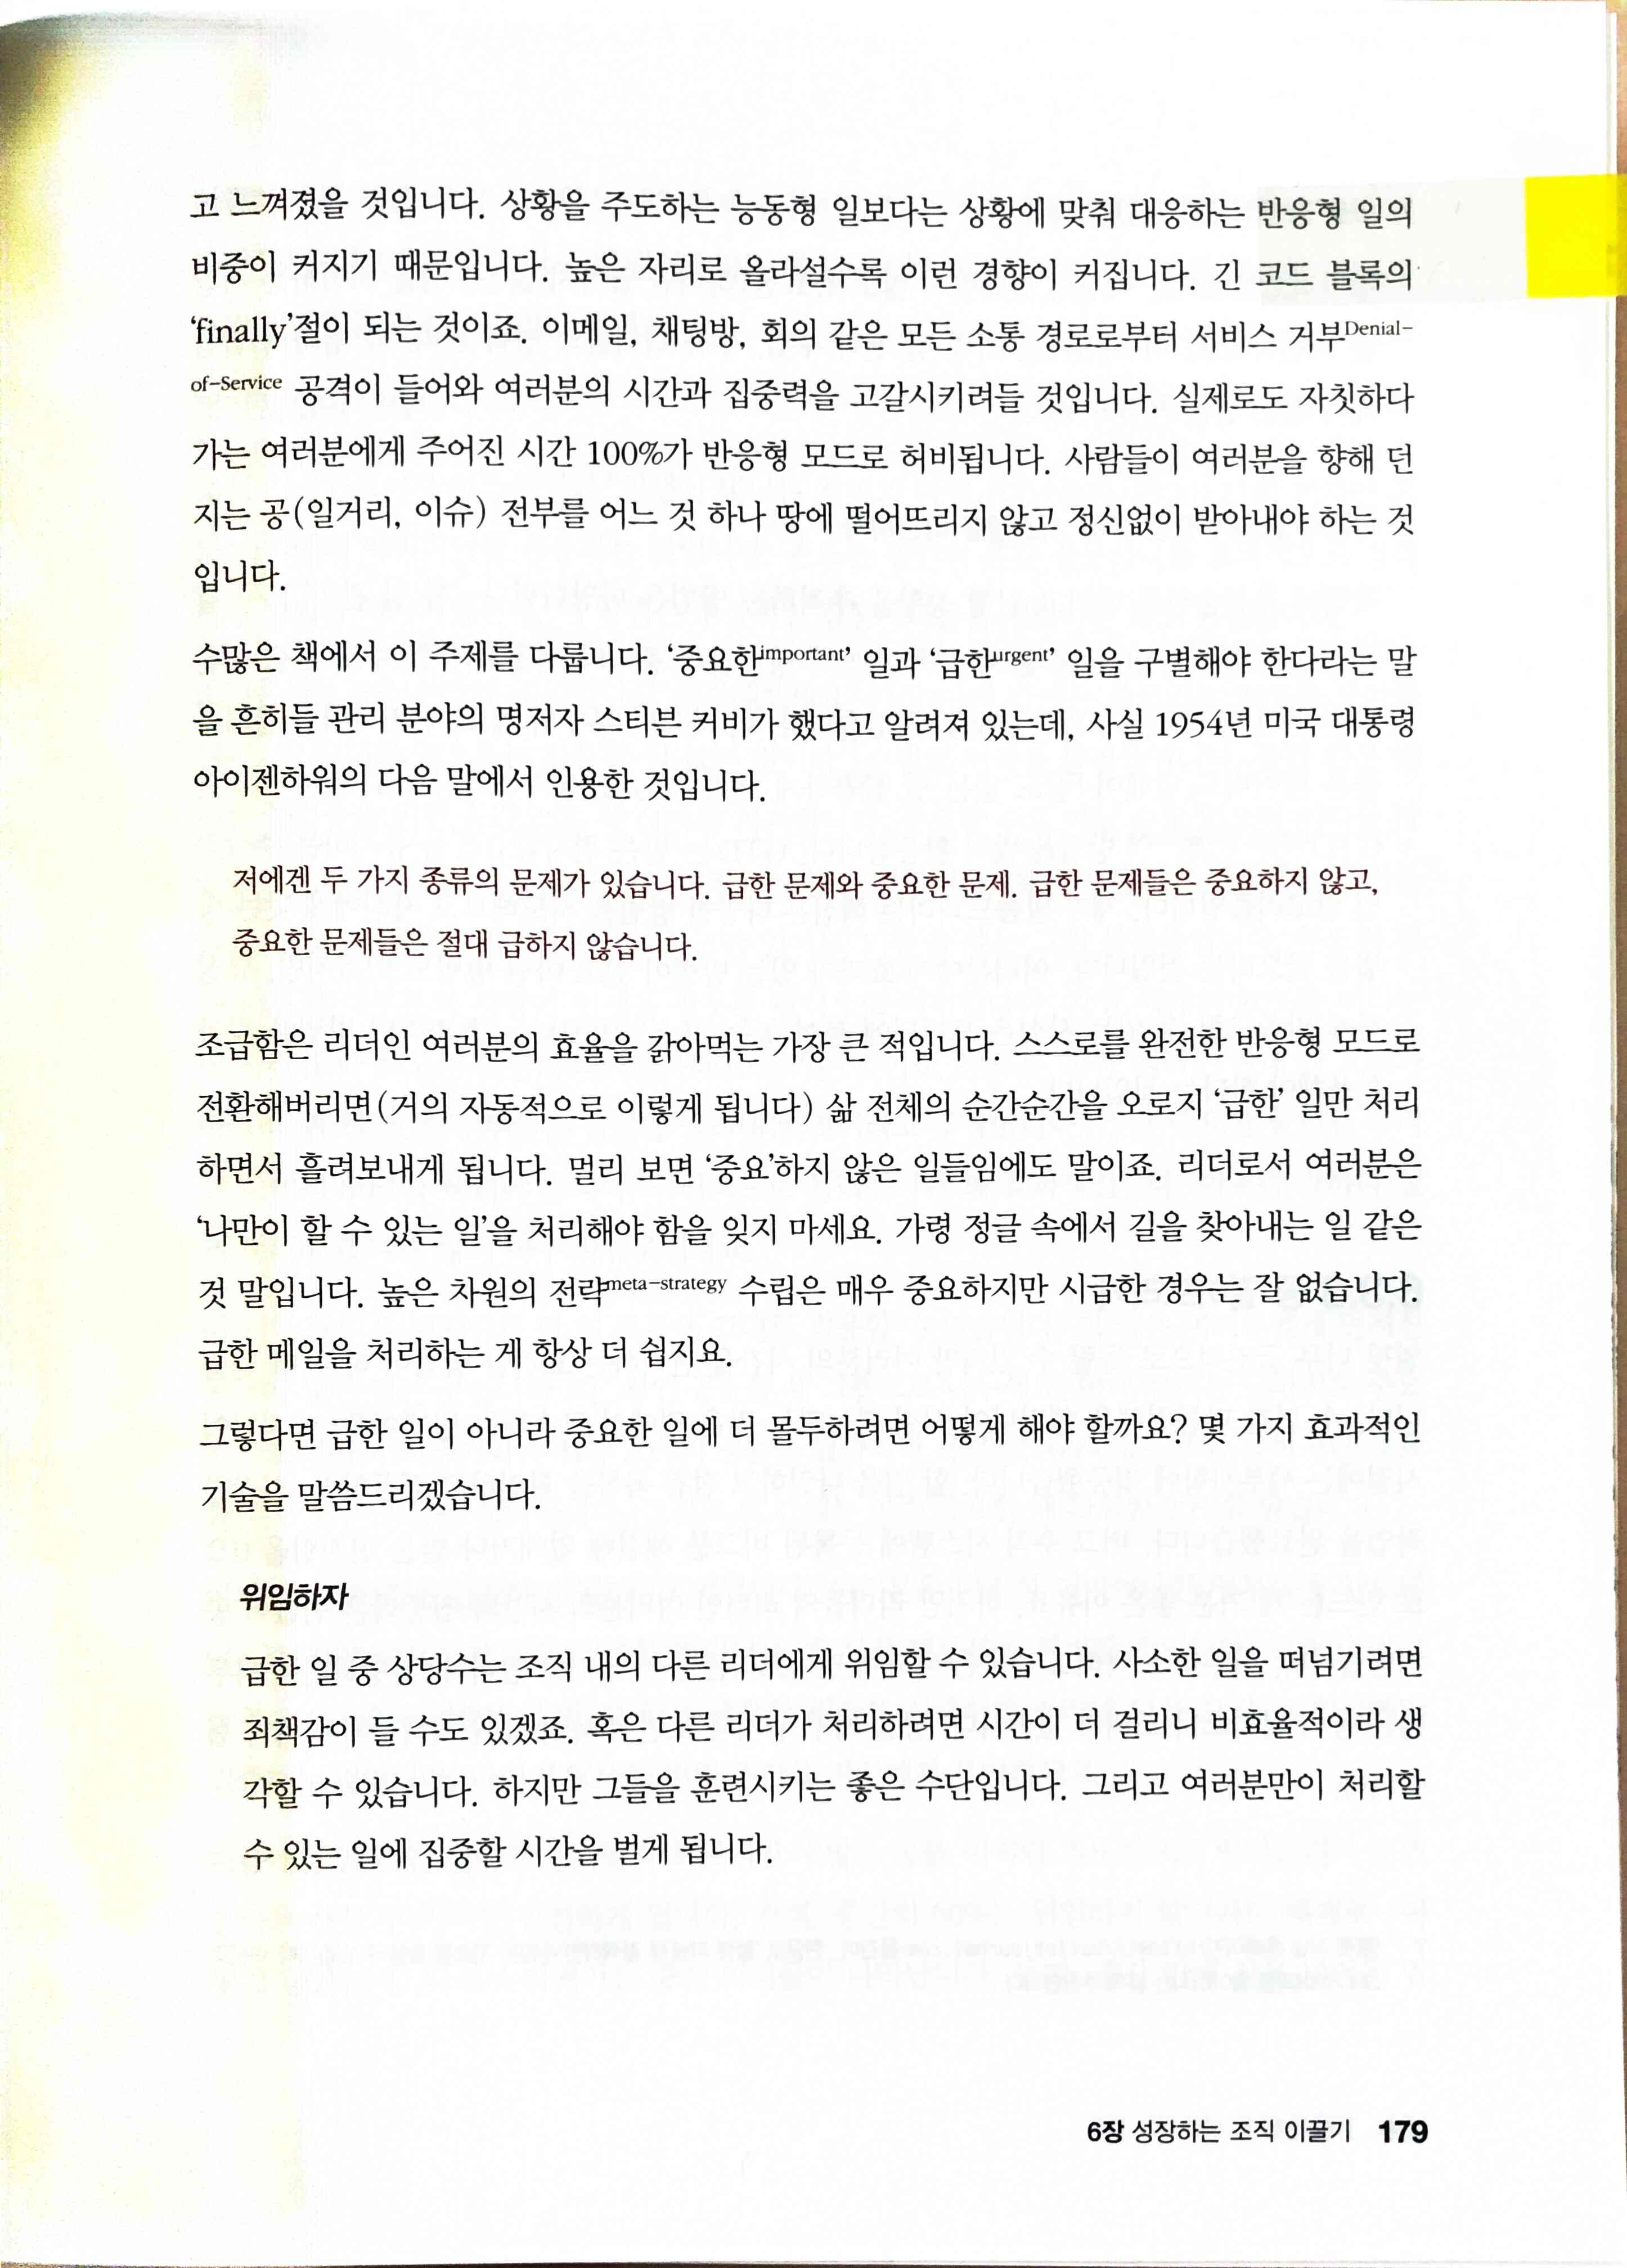 고 느껴졌을 것입니다. 상황을 주도하는 능동형 일보다는 상황에 맞춰 대응하는 반응형 일의
비중이 커지기 때문입니다. 높은 자리로 올라설수록 이런 경향이 커집니다. 긴 코드 블록의
‘finally’절이 되는 것이죠. 이메일, 채팅방, 회의 같은 모든 소통 경로로부터 서비스 거부Denial-
of-Service 공격이 들어와 여러분의 시간과 집중력을 고갈시키려들 것입니다. 실제로도 자칫하다
가는 여러분에게 주어진 시간 100%가 반응형 모드로 허비됩니다. 사람들이 여러분을 향해 던
지는 공(일거리, 이슈) 전부를 어느 것 하나 땅에 떨어뜨리지 않고 정신없이 받아내야 하는 것
입니다.
수많은 책에서 이 주제를 다룹니다. ‘중요한important’ 일과 ‘급한urgent’ 일을 구별해야 한다라는 말
을 흔히들 관리 분야의 명저자 스티븐 커비가 했다고 알려져 있는데, 사실 1954년 미국 대통령
아이젠하워의 다음 말에서 인용한 것입니다.
저에겐 두 가지 종류의 문제가 있습니다. 급한 문제와 중요한 문제. 급한 문제들은 중요하지 않고,
중요한 문제들은 절대 급하지 않습니다.
조급함은 리더인 여러분의 효율을 갉아먹는 가장 큰 적입니다. 스스로를 완전한 반응형 모드로
전환해버리면(거의 자동적으로 이렇게 됩니다) 삶 전체의 순간순간을 오로지 ‘급한’ 일만 처리
하면서 흘려보내게 됩니다. 멀리 보면 ‘중요’하지 않은 일들임에도 말이죠. 리더로서 여러분은
‘나만이 할 수 있는 일’을 처리해야 함을 잊지 마세요. 가령 정글 속에서 길을 찾아내는 일 같은
것 말입니다. 높은 차원의 전략meta-strategy 수립은 매우 중요하지만 시급한 경우는 잘 없습니다.
급한 메일을 처리하는 게 항상 더 쉽지요.
그렇다면 급한 일이 아니라 중요한 일에 더 몰두하려면 어떻게 해야 할까요? 몇 가지 효과적인
기술을 말씀드리겠습니다.
위임하자
급한 일 중 상당수는 조직 내의 다른 리더에게 위임할 수 있습니다. 사소한 일을 떠넘기려면
죄책감이 들 수도 있겠죠. 혹은 다른 리더가 처리하려면 시간이 더 걸리니 비효율적이라 생
각할 수 있습니다. 하지만 그들을 훈련시키는 좋은 수단입니다. 그리고 여러분만이 처리할
수 있는 일에 집중할 시간을 벌게 됩니다.
6장 성장하는 조직 이끌기 179